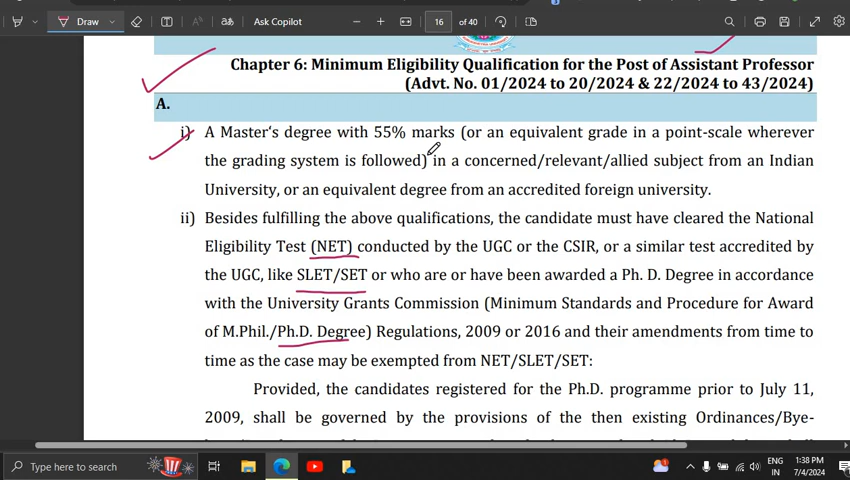 Draw
Ask Copilot
16 of 40
Chapter 6: Minimum Eligibility Qualification for the Post of Assistant Professor
(Advt. No. 01/2024 to 20/2024 & 22/2024 to 43/2024)
A.
i) A Master's degree with 55% marks (or an equivalent grade in a point-scale wherever
the grading system is followed) in a concerned/relevant/allied subject from an Indian
University, or an equivalent degree from an accredited foreign university.
ii) Besides fulfilling the above qualifications, the candidate must have cleared the National
Eligibility Test (NET) conducted by the UGC or the CSIR, or a similar test accredited by
the UGC, like SLET/SET or who are or have been awarded a Ph. D. Degree in accordance
with the University Grants Commission (Minimum Standards and Procedure for Award
of M.Phil./Ph.D. Degree) Regulations, 2009 or 2016 and their amendments from time to
time as the case may be exempted from NET/SLET/SET:
Provided, the candidates registered for the Ph.D. programme prior to July 11,
2009, shall be governed by the provisions of the then existing Ordinances/Bye-
Type here to search
ENG
IN
1:38 PM
7/4/2024